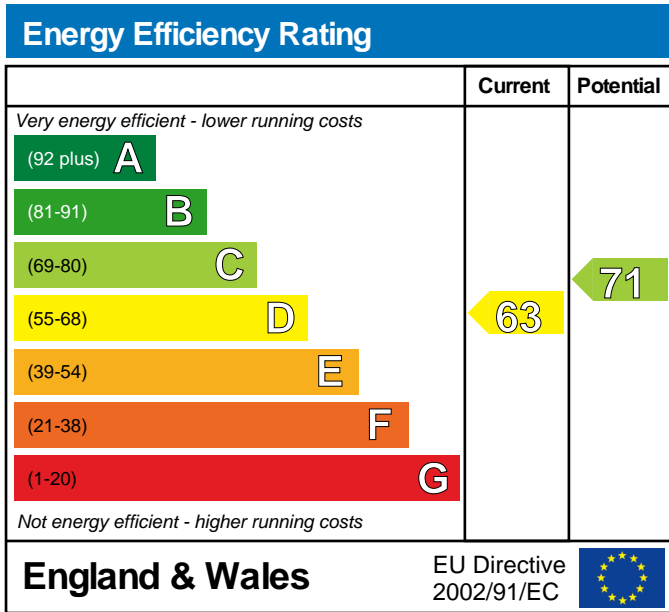 Energy Efficiency Rating
Current Potential
Very energy efficient - lower running costs
(92 plus) A
(81-91) B
(69-80) C
(55-68) D
(39-54) E
(21-38) F
(1-20) G
63
71
Not energy efficient - higher running costs
England & Wales
EU Directive
2002/91/EC